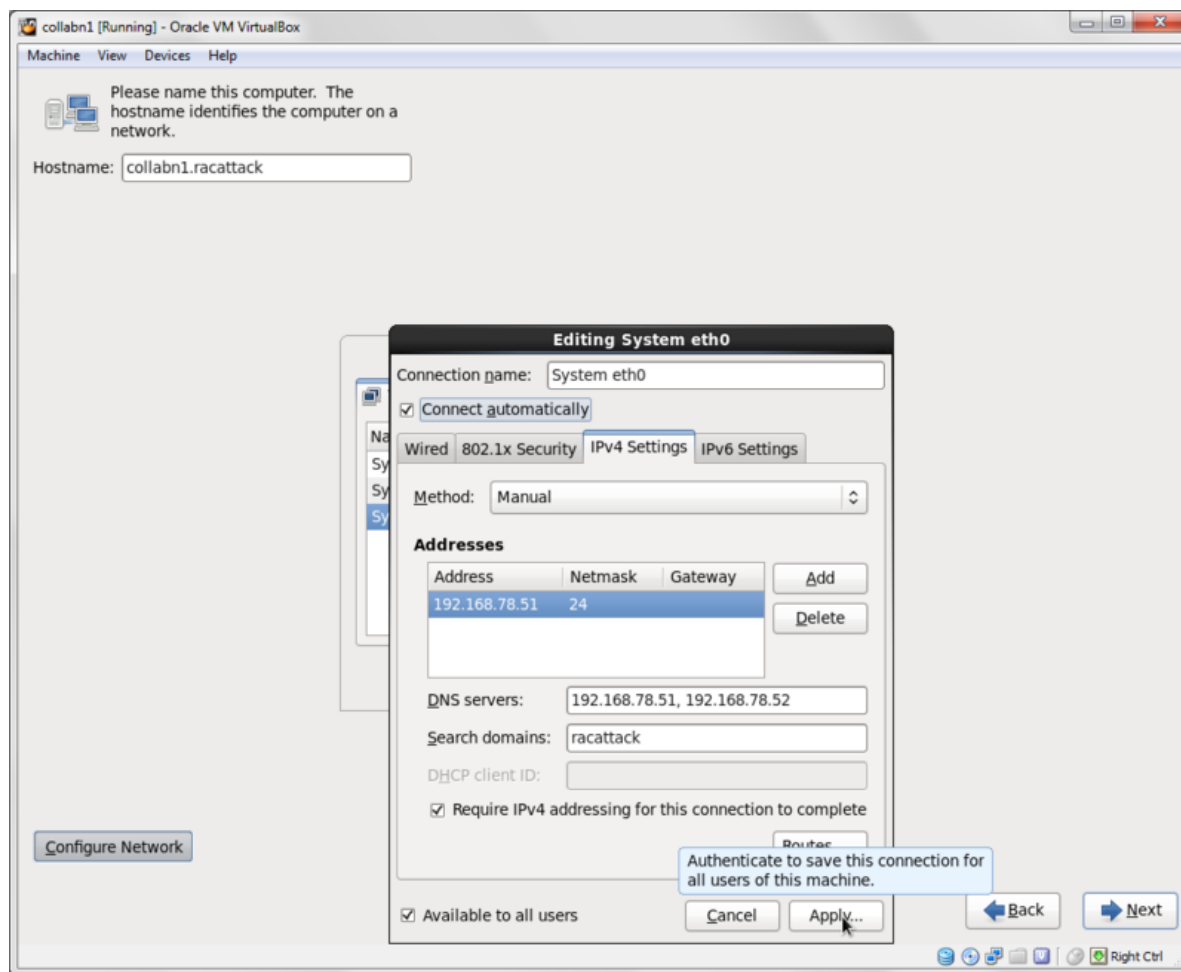 collabn1 [Running] - Oracle VM VirtualBox
Machine View Devices Help
Please name this computer. The
hostname identifies the computer on a
network.
Hostname: collabn1.racattack
Editing System eth0
Connection name: System eth0
Connect automatically
Na
Sy
Sy
Sy
Wired 802.1x Security IPv4 Settings IPv6 Settings
Method: Manual
Addresses
Address Netmask Gateway
192.168.78.51 24
Add
Delete
DNS servers: 192.168.78.51, 192.168.78.52
Search domains: racattack
DHCP client ID:
Require IPv4 addressing for this connection to complete
Routes...
Configure Network
Authenticate to save this connection for
all users of this machine.
Available to all users
Cancel Apply...
Back Next
Right Ctrl